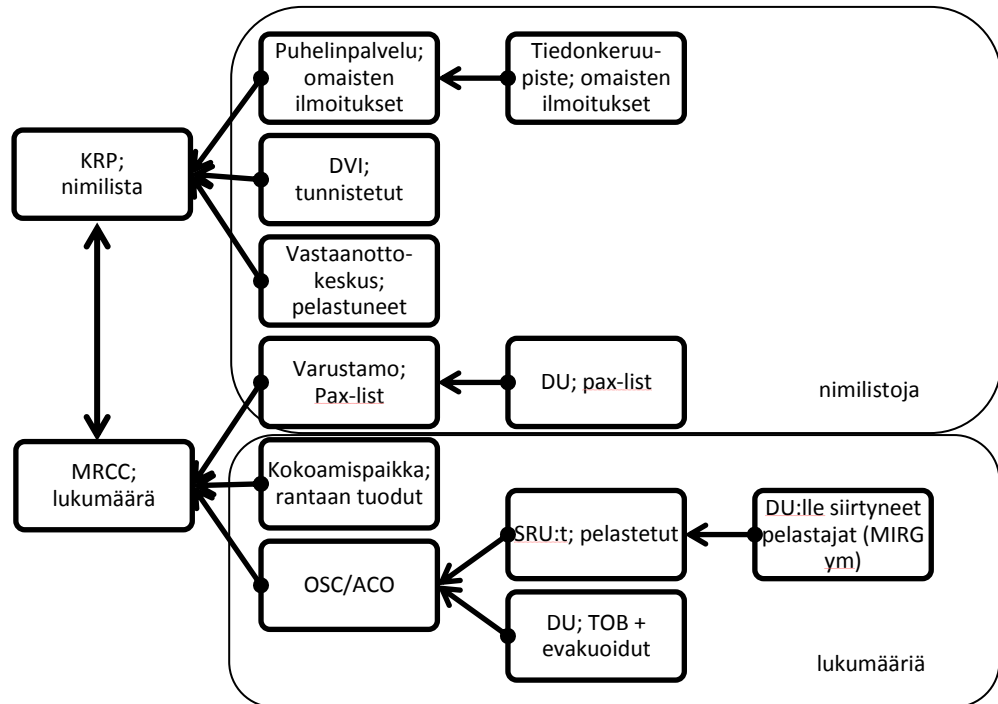 Puhelinpalvelu;
omaisten
ilmoitukset
Tiedonkeruu-
piste; omaisten
ilmoitukset
KRP;
nimilista
DVI;
tunnistetut
Vastaanotto-
keskus;
pelastuneet
Varustamo;
Pax-list
DU; pax-list
nimilistoja
MRCC;
lukumäärä
Kokoamispaikka;
rantaan tuodut
SRU:t; pelastetut
DU:lle siirtyneet
pelastajat (MIRG
ym)
OSC/ACO
DU; TOB +
evakuoidut
lukumääriä